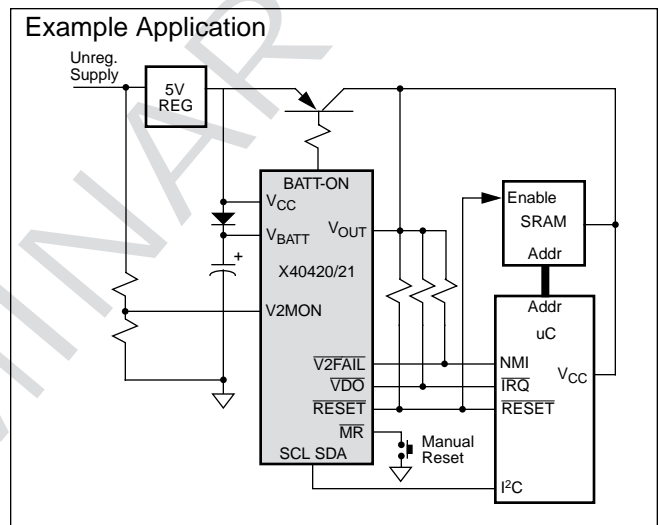 Example Application
Unreg.
Supply
5V
REG
BATT-ON
VCC
VBATT
VOUT
X40420/21
V2MON
V2FAIL
VDO
RESET
MR
SCL SDA
Manual
Reset
Enable
SRAM
Addr
Addr
uC
NMI
IRQ
RESET
VCC
I²C
+
MINAR